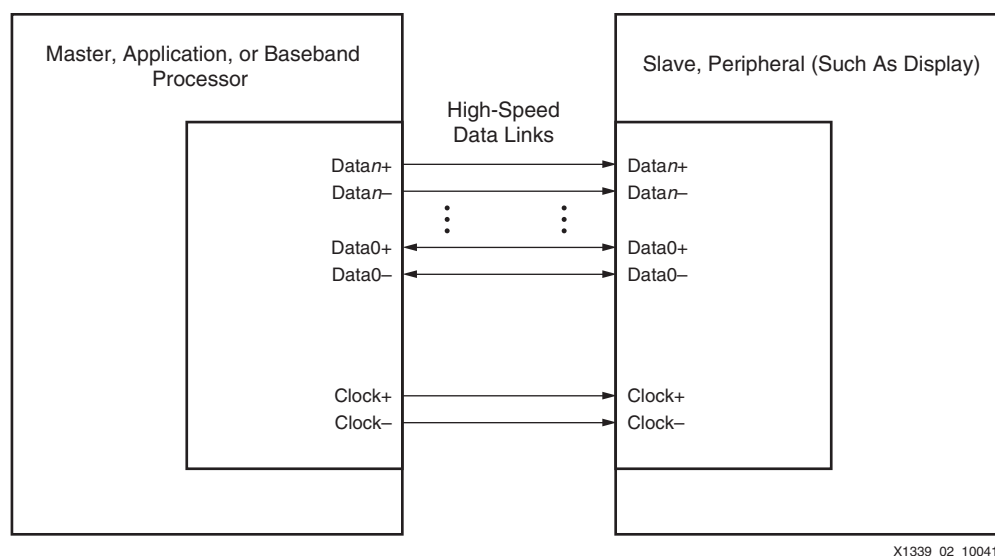 Master, Application, or Baseband
Processor
Slave, Peripheral (Such As Display)
High-Speed
Data Links
Datan+
Datan+
Datan–
Datan–
Data0+
Data0+
Data0–
Data0–
Clock+
Clock+
Clock–
Clock–
X1339_02_10041